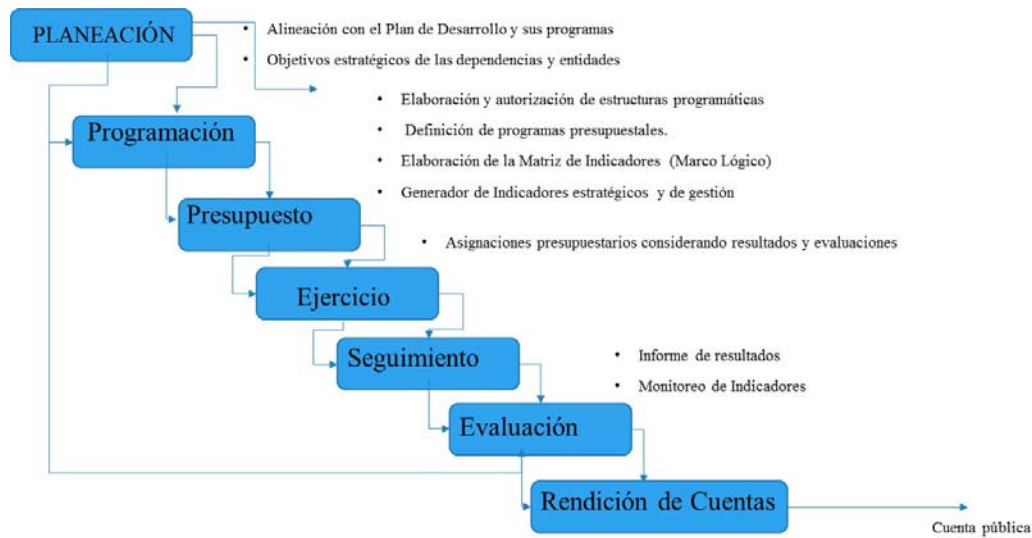 PLANEACIÓN
• Alineación con el Plan de Desarrollo y sus programas
• Objetivos estratégicos de las dependencias y entidades
Programación
• Elaboración y autorización de estructuras programáticas
• Definición de programas presupuestales.
• Elaboración de la Matriz de Indicadores (Marco Lógico)
• Generador de Indicadores estratégicos y de gestión
Presupuesto
• Asignaciones presupuestarios considerando resultados y evaluaciones
Ejercicio
Seguimiento
• Informe de resultados
• Monitoreo de Indicadores
Evaluación
Rendición de Cuentas
Cuenta pública